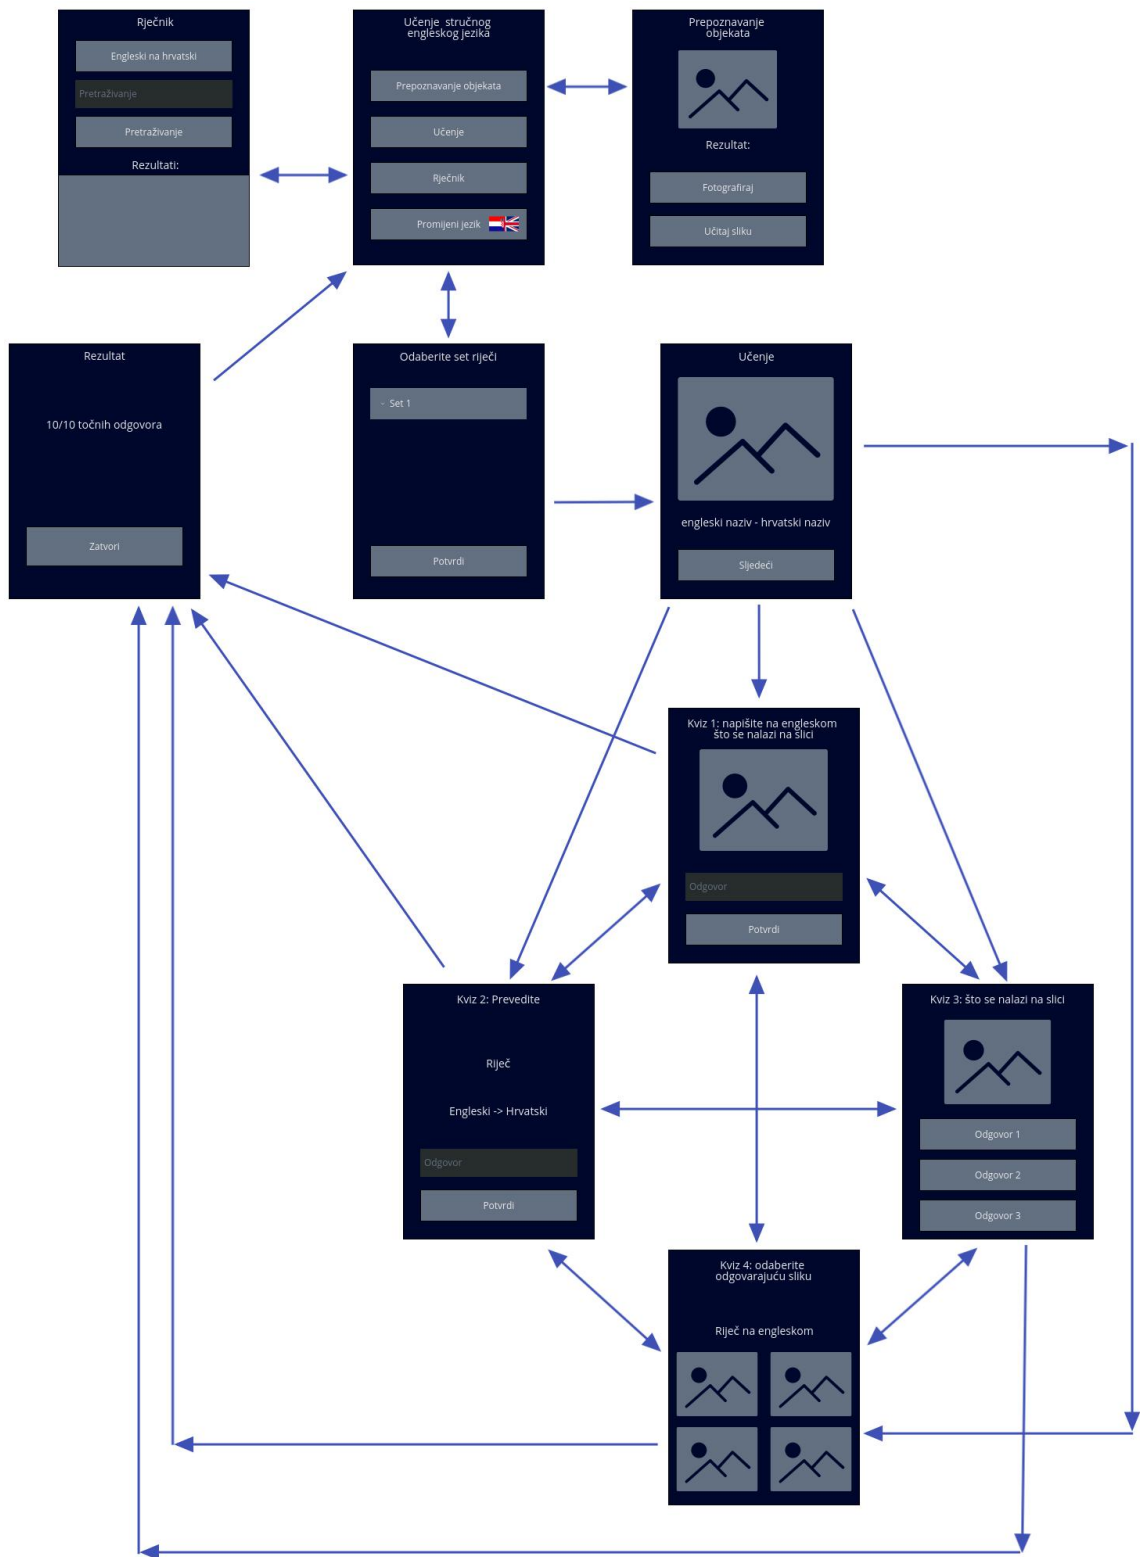 Rječnik
Engleski na hrvatski
Pretraživanje
Pretraživanje
Rezultati:
Učenje stručnog
engleskog jezika
Prepoznavanje objekata
Učenje
Rječnik
Promijeni jezik
Prepoznavanje
objekata
Rezultat:
Fotografiraj
Učitaj sliku
Rezultat
10/10 točnih odgovora
Zatvori
Odaberite set riječi
- Set 1
Potvrdi
Učenje
engleski naziv - hrvatski naziv
Sljedeći
Kviz 1: napišite na engleskom
što se nalazi na slici
Odgovor
Potvrdi
Kviz 2: Prevedite
Riječ
Engleski -> Hrvatski
Odgovor
Potvrdi
Kviz 3: što se nalazi na slici
Odgovor 1
Odgovor 2
Odgovor 3
Kviz 4: odaberite
odgovarajuću sliku
Riječ na engleskom